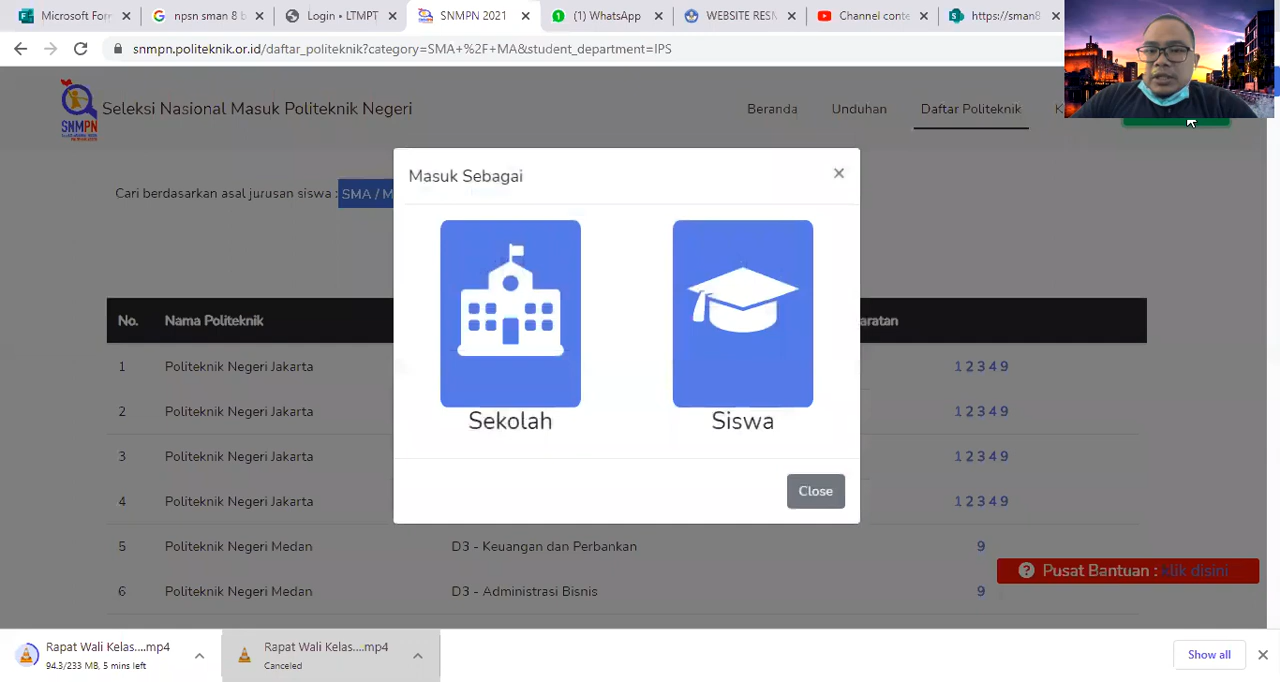 Microsoft For
npsn sman 8 b
Login • LTMPT
SNMPN 2021
(1) WhatsApp
WEBSITE RESM
Channel conte
https://sman8
snmpn.politeknik.or.id/daftar_politeknik?category=SMA+%2F+MA&student_department=IPS
SNMPN
Seleksi Nasional Masuk Politeknik Negeri
Beranda
Unduhan
Daftar Politeknik
Cari berdasarkan asal jurusan siswa :
SMA / M
Masuk Sebagai
Sekolah
Siswa
Close
No.
Nama Politeknik
aratan
1 Politeknik Negeri Jakarta 1 2 3 4 9
2 Politeknik Negeri Jakarta 1 2 3 4 9
3 Politeknik Negeri Jakarta 1 2 3 4 9
4 Politeknik Negeri Jakarta 1 2 3 4 9
5 Politeknik Negeri Medan D3 - Keuangan dan Perbankan 9
6 Politeknik Negeri Medan D3 - Administrasi Bisnis 9
Pusat Bantuan : klik disini
Rapat Wali Kelas....mp4
94.3/233 MB, 5 mins left
Rapat Wali Kelas....mp4
Canceled
Show all